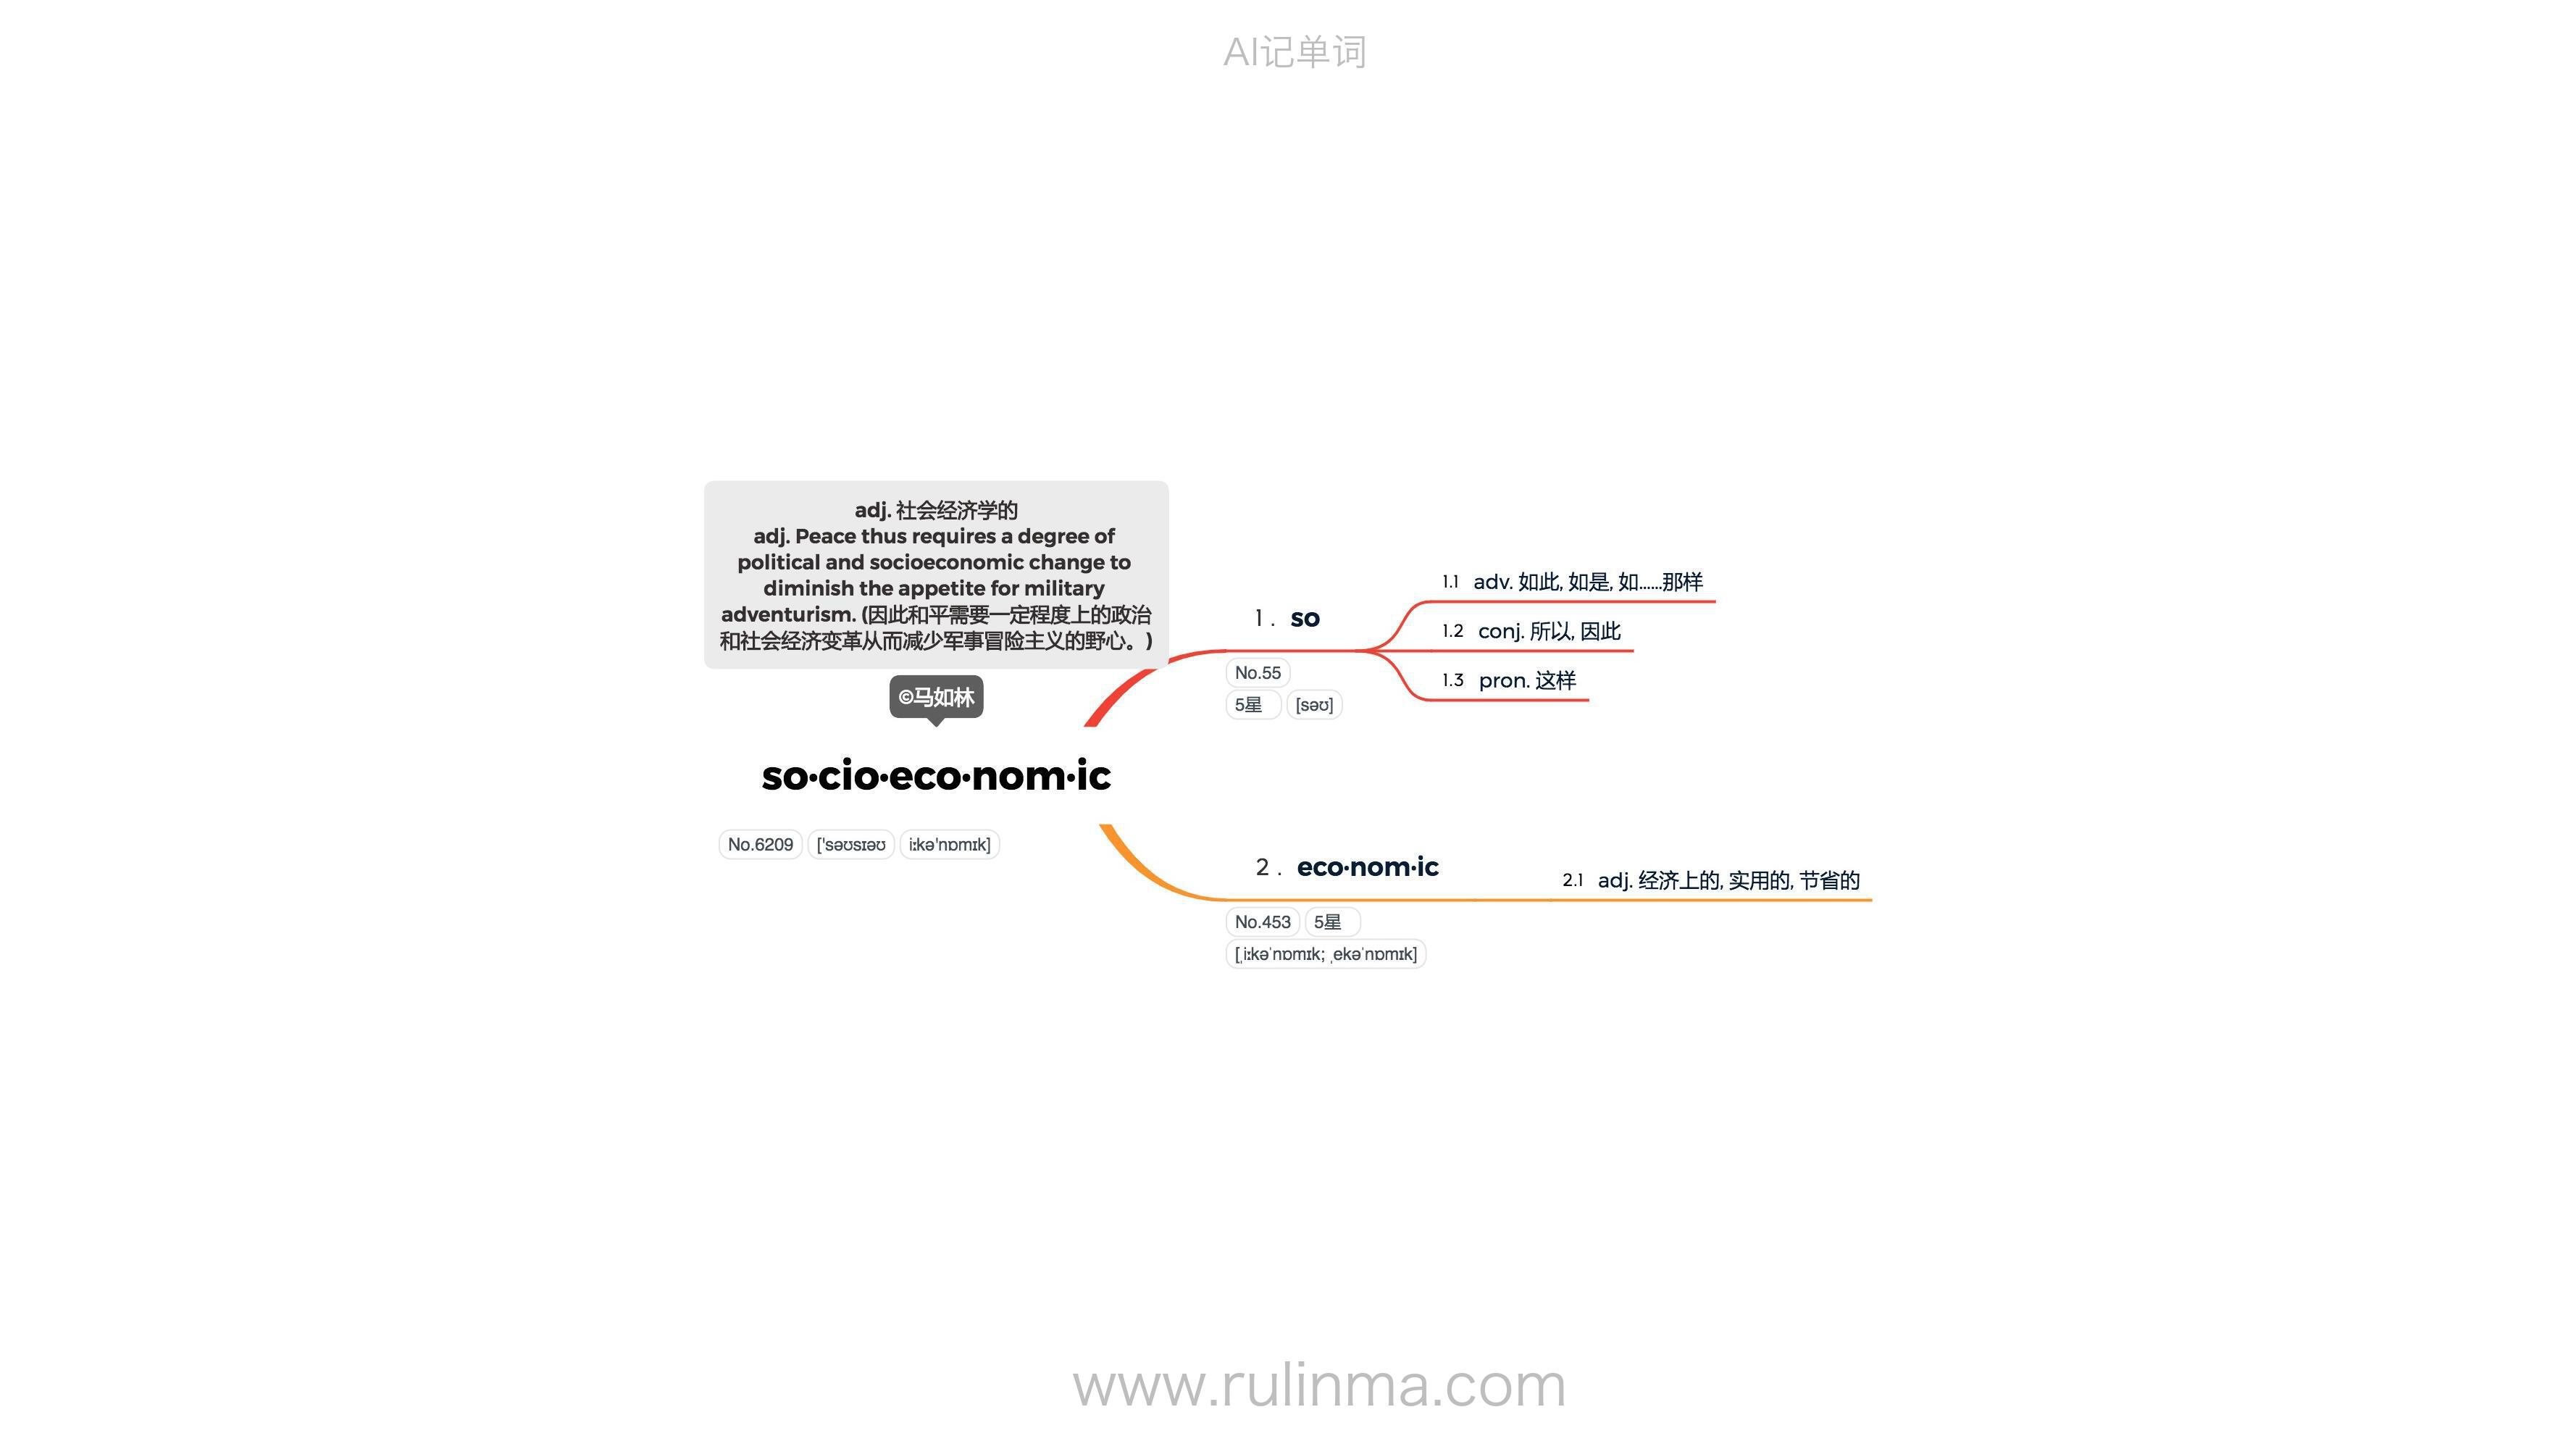 AI记单词
adj. 社会经济学的
adj. Peace thus requires a degree of
political and socioeconomic change to
diminish the appetite for military
adventurism. (因此和平需要一定程度上的政治
和社会经济变革从而减少军事冒险主义的野心。)
©马如林
so·cio·eco·nom·ic
No.6209 ['səʊsɪəʊ iːkə'nɒmɪk]
1. so
No.55
5星 [səʊ]
1.1 adv. 如此, 如是, 如……那样
1.2 conj. 所以, 因此
1.3 pron. 这样
2. eco·nom·ic
No.453 5星
[ˌiːkəˈnɒmɪk; ˌekəˈnɒmɪk]
2.1 adj. 经济上的, 实用的, 节省的
www.rulinma.com